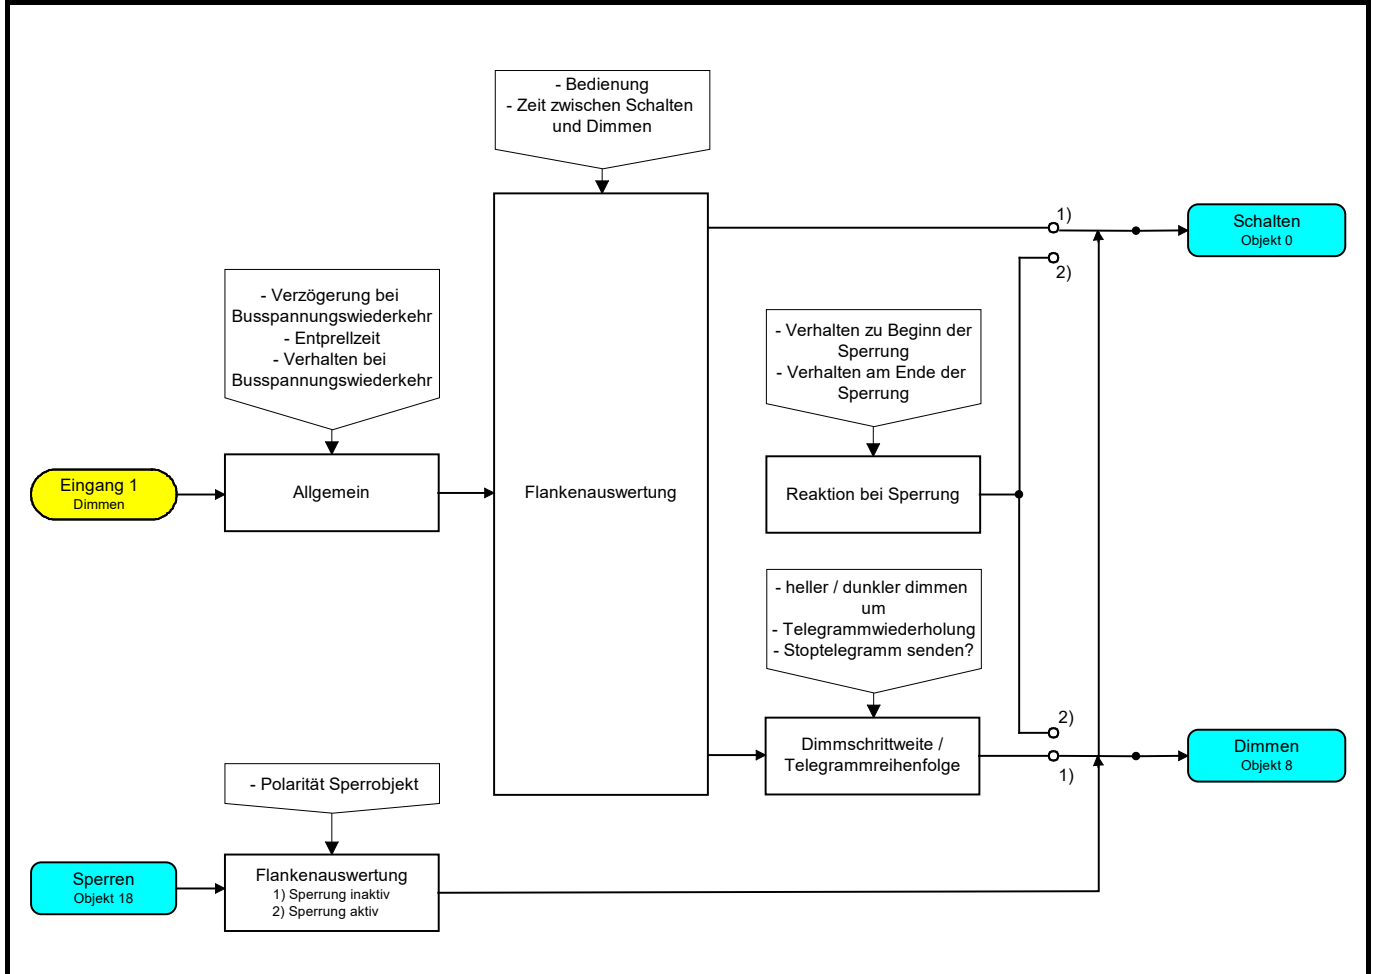 - Bedienung
- Zeit zwischen Schalten
und Dimmen
1)
Schalten
Objekt 0
2)
- Verzögerung bei
Busspannungswiederkehr
- Entprellzeit
- Verhalten bei
Busspannungswiederkehr
- Verhalten zu Beginn der
Sperrung
- Verhalten am Ende der
Sperrung
Eingang 1
Dimmen
Allgemein
Flankenauswertung
Reaktion bei Sperrung
- heller / dunkler dimmen
um
- Telegrammwiederholung
- Stoptelegramm senden?
2)
Dimmschrittweite /
Telegrammreihenfolge
1)
Dimmen
Objekt 8
- Polarität Sperrobjekt
Sperren
Objekt 18
Flankenauswertung
1) Sperrung inaktiv
2) Sperrung aktiv